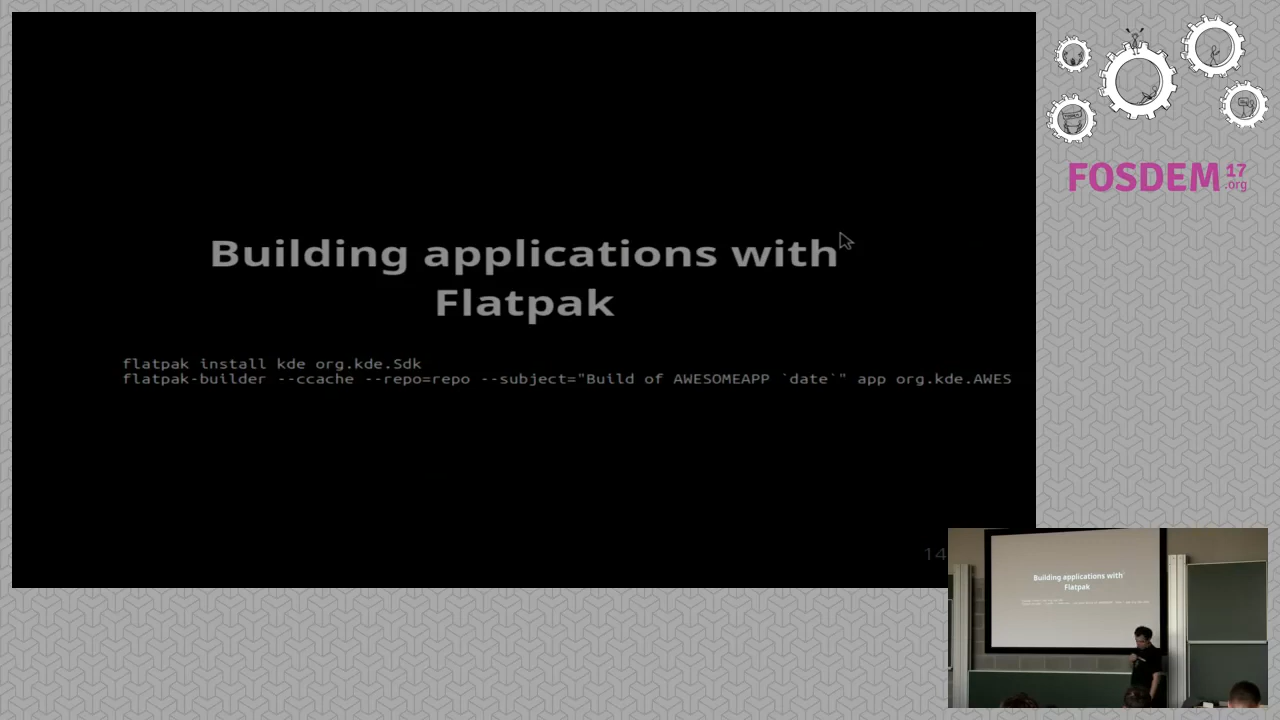 Building applications with
Flatpak
flatpak install kde org.kde.Sdk
flatpak-builder --ccache --repo=repo --subject="Build of AWESOMEAPP `date`" app org.kde.AWES
14
FOSDEM 17
.org
Building applications with
Flatpak